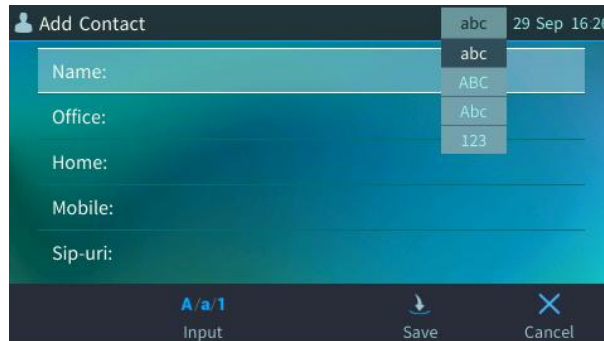 Add Contact abc 29 Sep 16:26
abc
Name:
ABC
Abc
Office:
123
Home:
Mobile:
Sip-uri:
A/a/1
Input Save Cancel